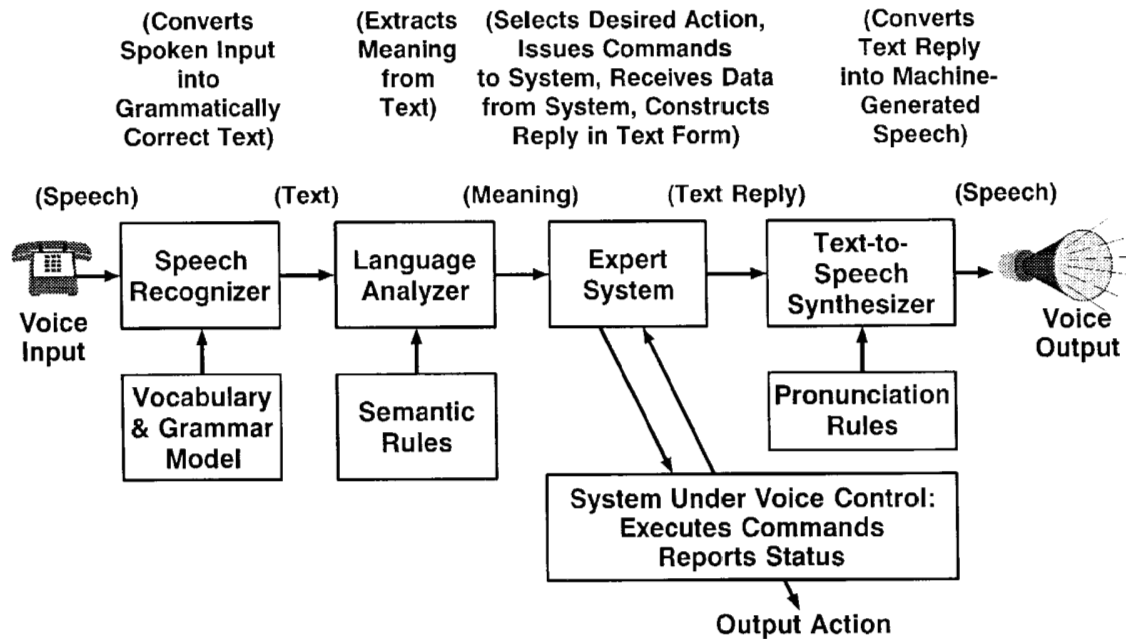 (Converts
Spoken Input
into
Grammatically
Correct Text)
(Extracts
Meaning
from
Text)
(Selects Desired Action,
Issues Commands
to System, Receives Data
from System, Constructs
Reply in Text Form)
(Converts
Text Reply
into Machine-
Generated
Speech)
(Speech)
(Text)
(Meaning)
(Text Reply)
(Speech)
Voice
Input
Speech
Recognizer
Language
Analyzer
Expert
System
Text-to-
Speech
Synthesizer
Voice
Output
Vocabulary
& Grammar
Model
Semantic
Rules
Pronunciation
Rules
System Under Voice Control:
Executes Commands
Reports Status
Output Action